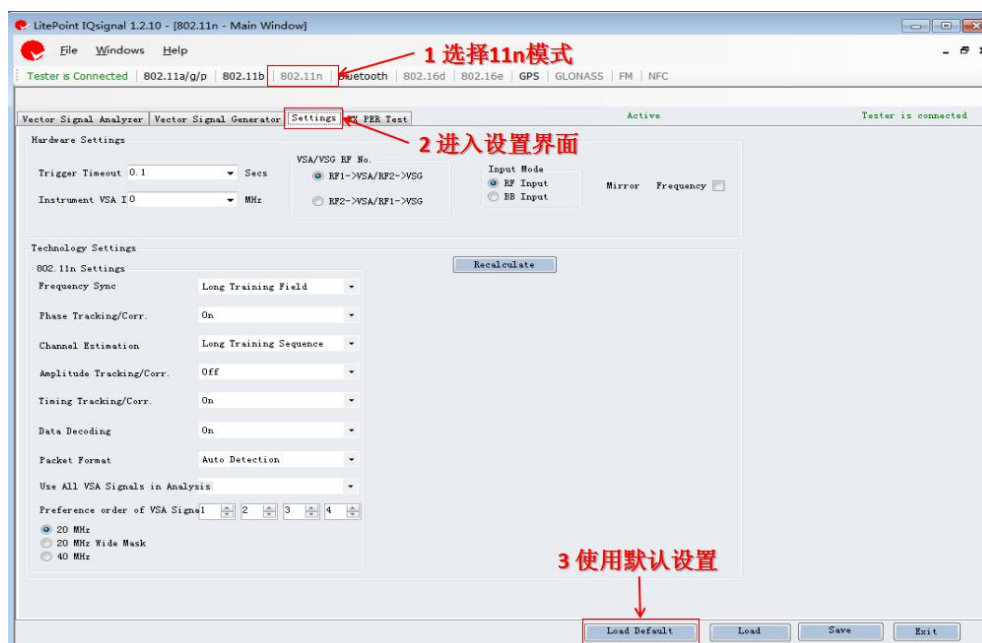 LitePoint IQsignal 1.2.10 - [802.11n - Main Window]
File Windows Help
1 选择11n模式
Tester is Connected 802.11a/g/p 802.11b 802.11n Bluetooth 802.16d 802.16e GPS GLONASS FM NFC
Vector Signal Analyzer Vector Signal Generator Settings PER Test Active Tester is connected
2 进入设置界面
Hardware Settings
VSA/VSG RF No.
Input Mode
Trigger Timeout 0.1 Secs RF1->VSA/RF2->VSG RF Input Mirror Frequency
Instrument VSA I 0 MHz RF2->VSA/RF1->VSG BB Input
Technology Settings
802.11n Settings Recalculate
Frequency Sync Long Training Field
Phase Tracking/Corr. On
Channel Estimation Long Training Sequence
Amplitude Tracking/Corr. Off
Timing Tracking/Corr. On
Data Decoding On
Packet Format Auto Detection
Use All VSA Signals in Analysis
Preference order of VSA Signal 1 2 3 4
20 MHz
20 MHz Wide Mask
40 MHz
3 使用默认设置
Load Default Load Save Exit